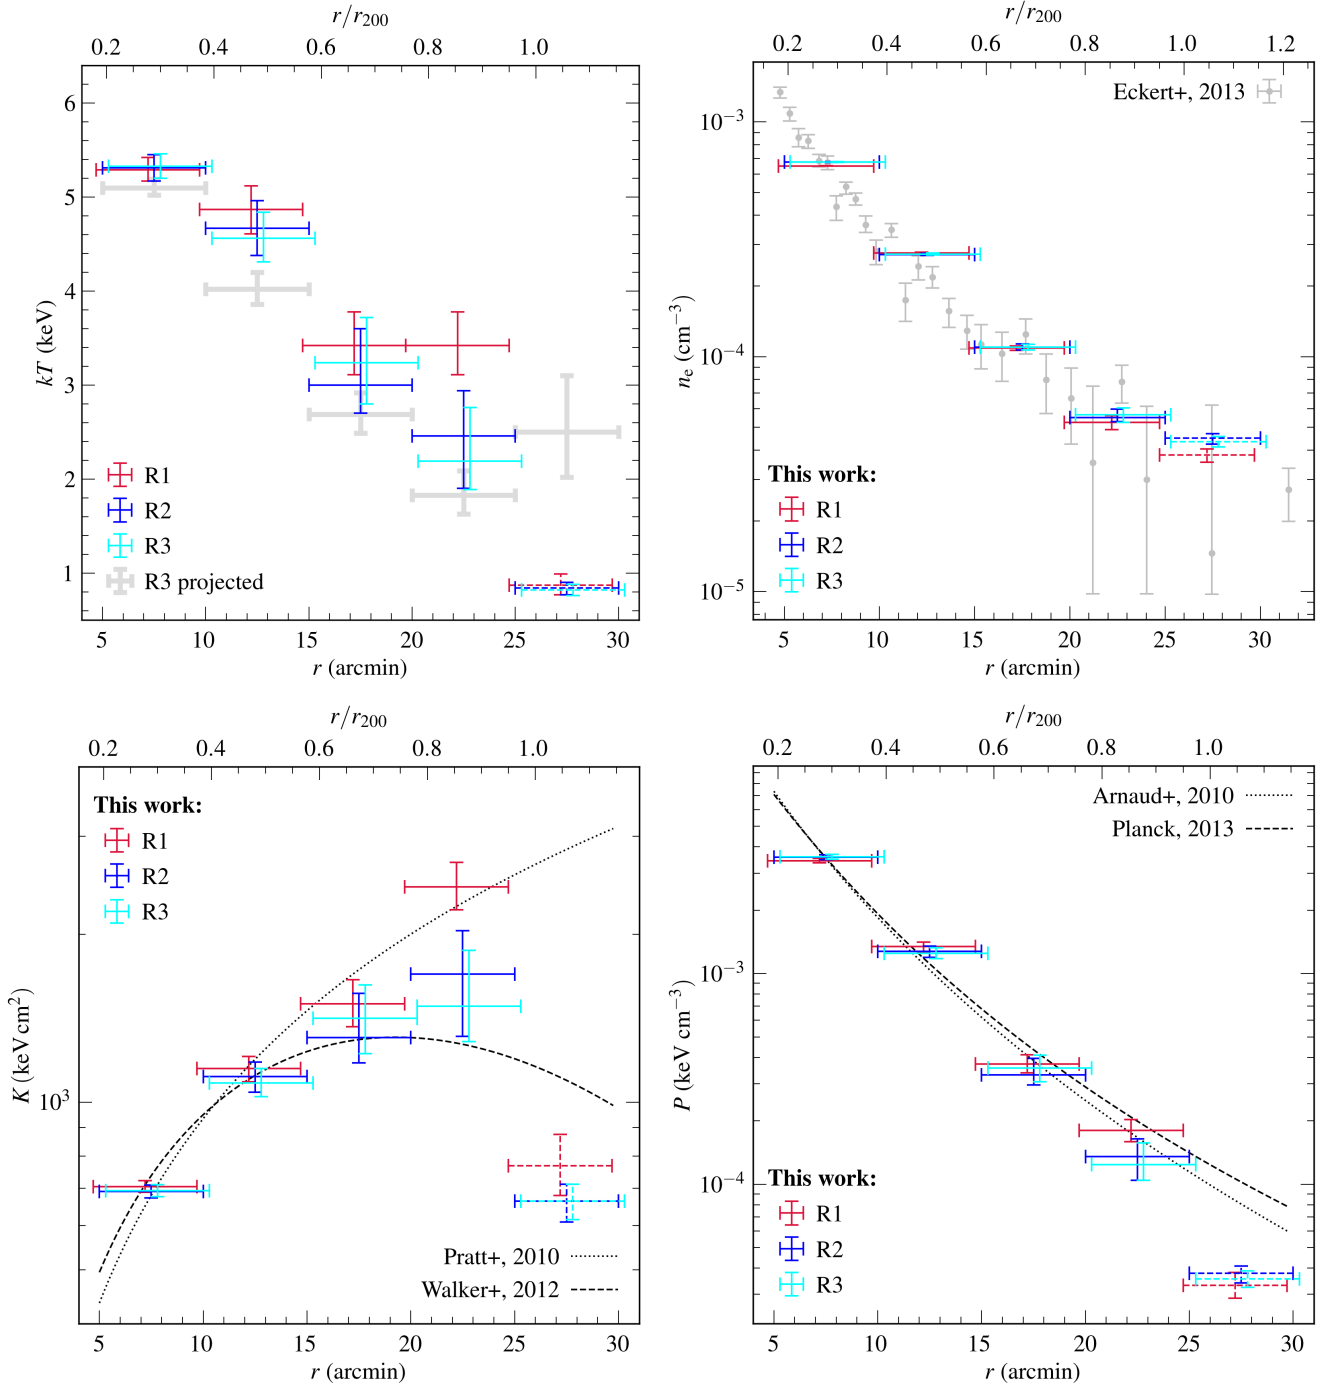 r/r200
0.2 0.4 0.6 0.8 1.0
6
5
4
3
2
1
kT (keV)
R1
R2
R3
R3 projected
5 10 15 20 25 30
r (arcmin)
r/r200
0.2 0.4 0.6 0.8 1.0 1.2
Eckert+, 2013
10−3
10−4
10−5
ne (cm−3)
This work:
R1
R2
R3
5 10 15 20 25 30
r (arcmin)
r/r200
0.2 0.4 0.6 0.8 1.0
This work:
R1
R2
R3
103
K (keV cm2)
Pratt+, 2010
Walker+, 2012
5 10 15 20 25 30
r (arcmin)
r/r200
0.2 0.4 0.6 0.8 1.0
Arnaud+, 2010
Planck, 2013
10−3
10−4
P (keV cm−3)
This work:
R1
R2
R3
5 10 15 20 25 30
r (arcmin)